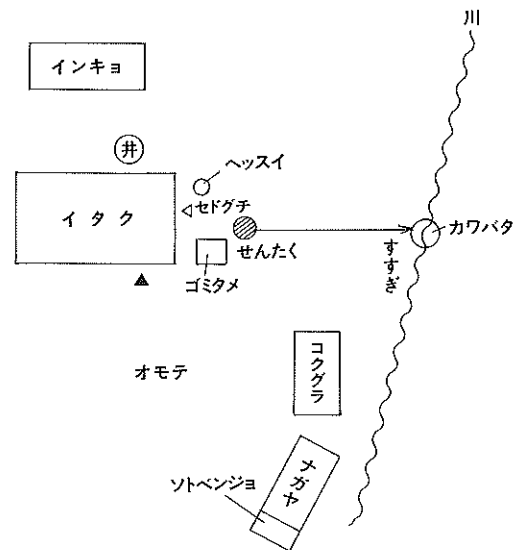 川
インキョ
井
ヘッスイ
セドグチ
イタク
カワバタ
せんたく
すすぎ
ゴミタメ
コクグラ
オモテ
ナガヤ
ソトベンジョ